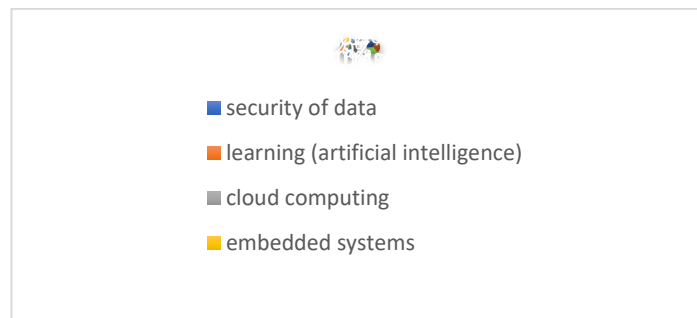 security of data
learning (artificial intelligence)
cloud computing
embedded systems